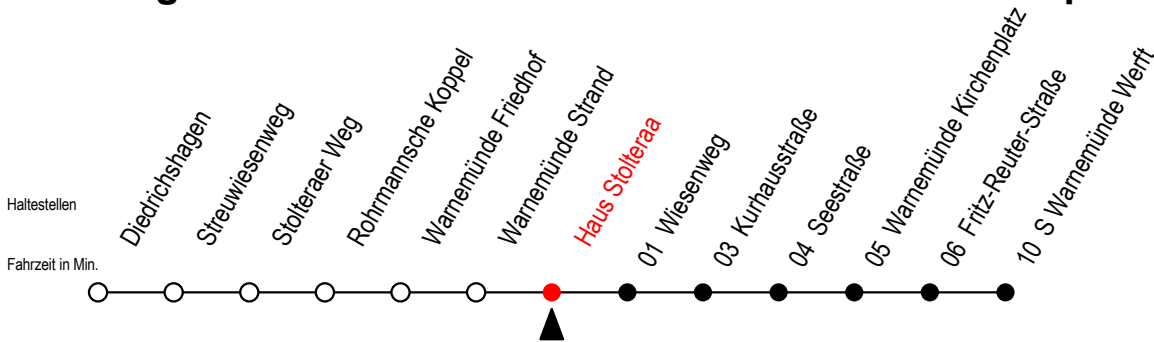 Haltestellen
Fahrzeit in Min.
Diedrichshagen
Streuwiesenweg
Stolteraer Weg
Rohrmannsche Koppel
Warnemünde Friedhof
Warnemünde Strand
Haus Stolteraa
01 Wiesenweg
03 Kurhausstraße
04 Seestraße
05 Warnemünde Kirchenplatz
06 Fritz-Reuter-Straße
10 S Warnemünde Werft